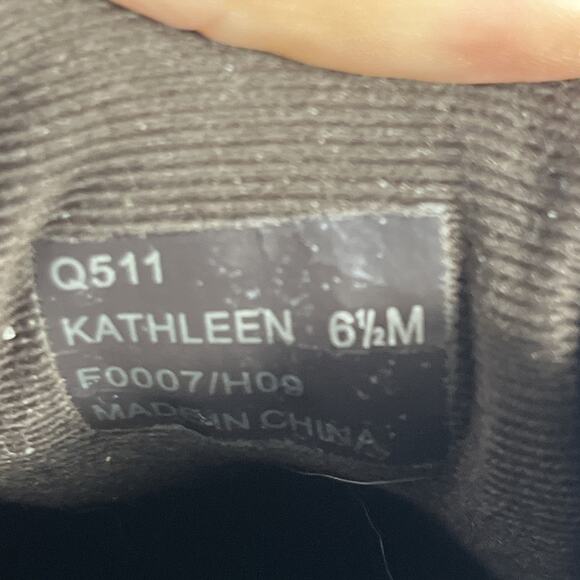 Q511
KATHLEEN 6½M
F0007/H09
MADE IN CHINA